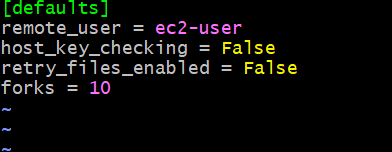 [defaults]
remote_user = ec2-user
host_key_checking = False
retry_files_enabled = False
forks = 10
~
~
~